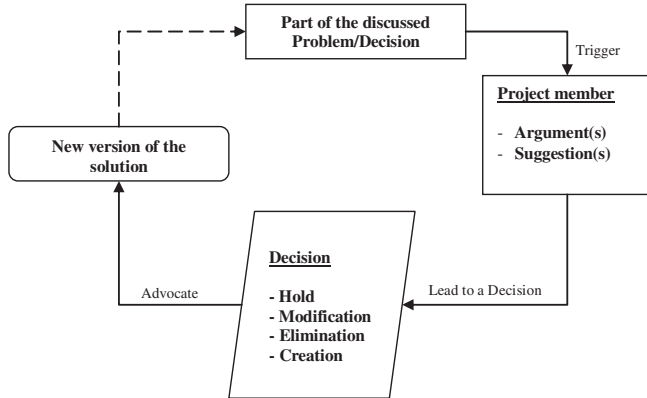 Part of the discussed
Problem/Decision
Trigger
Project member
- Argument(s)
- Suggestion(s)
New version of the
solution
Decision
- Hold
- Modification
- Elimination
- Creation
Advocate
Lead to a Decision